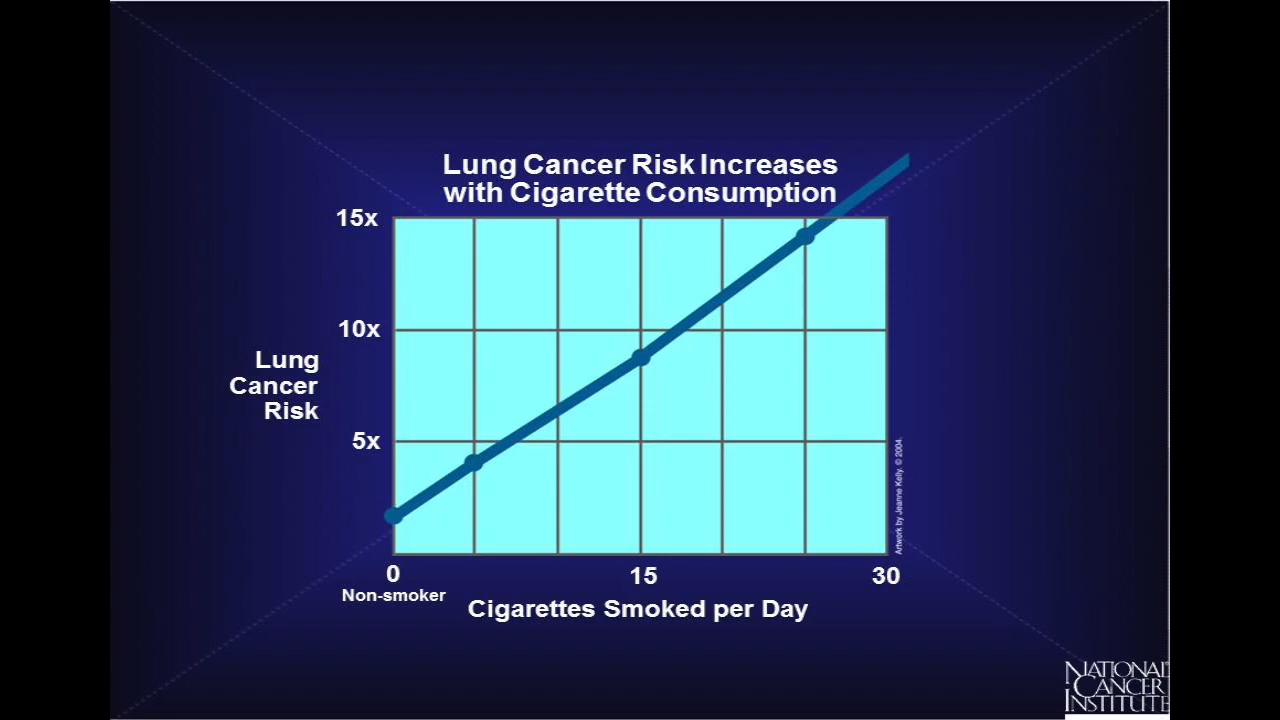 Lung Cancer Risk Increases
with Cigarette Consumption
15x
10x
5x
Lung
Cancer
Risk
0
15
30
Non-smoker
Cigarettes Smoked per Day
Artwork by Jeanne Kelly. © 2004.
NATIONAL
CANCER
INSTITUTE